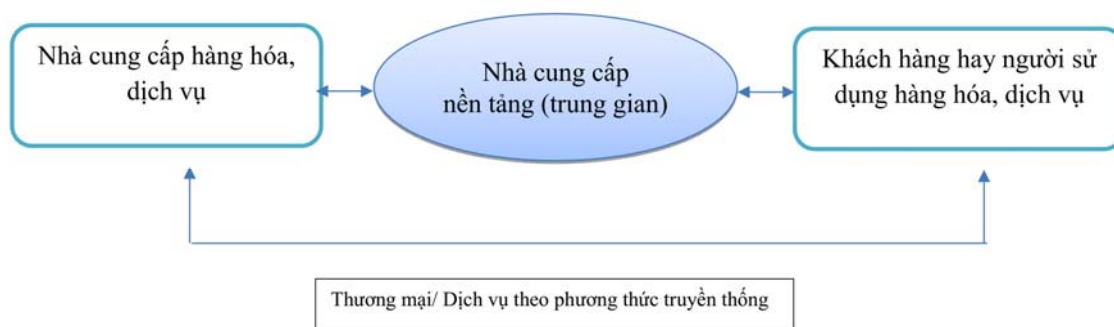 Nhà cung cấp hàng hóa,
dịch vụ
Nhà cung cấp
nền tảng (trung gian)
Khách hàng hay người sử
dụng hàng hóa, dịch vụ
Thương mại/ Dịch vụ theo phương thức truyền thống